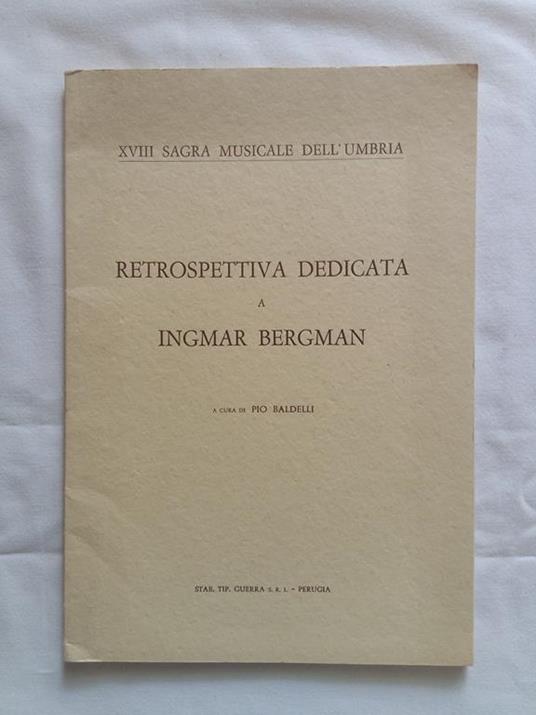 XVIII SAGRA MUSICALE DELL'UMBRIA
RETROSPETTIVA DEDICATA
A
INGMAR BERGMAN
A CURA DI PIO BALDELLI
STAB. TIP. GUERRA S. R. L. - PERUGIA